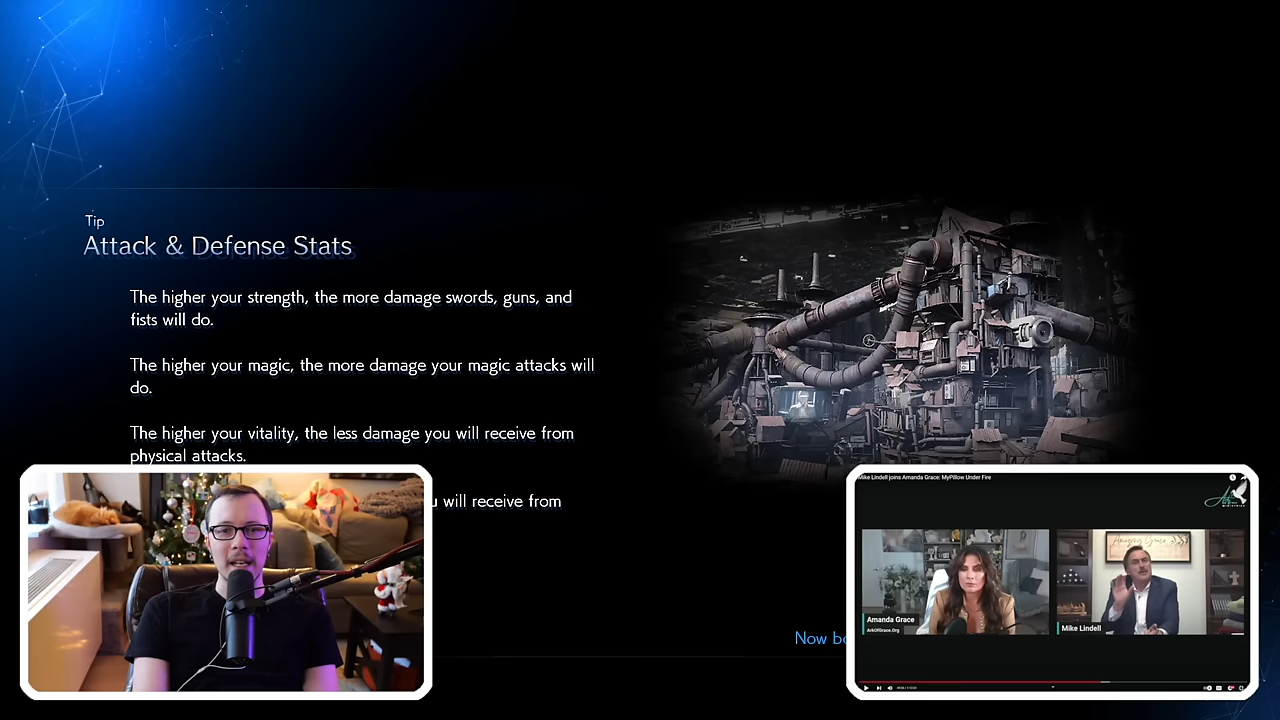 Tip
Attack & Defense Stats
The higher your strength, the more damage swords, guns, and
fists will do.
The higher your magic, the more damage your magic attacks will
do.
The higher your vitality, the less damage you will receive from
physical attacks.
will receive from
Now
Mike Lindell joins Amanda Grace: MyPillow Under Fire
Amazing Grace
Amanda Grace
ArkOfGrace.Org
Mike Lindell